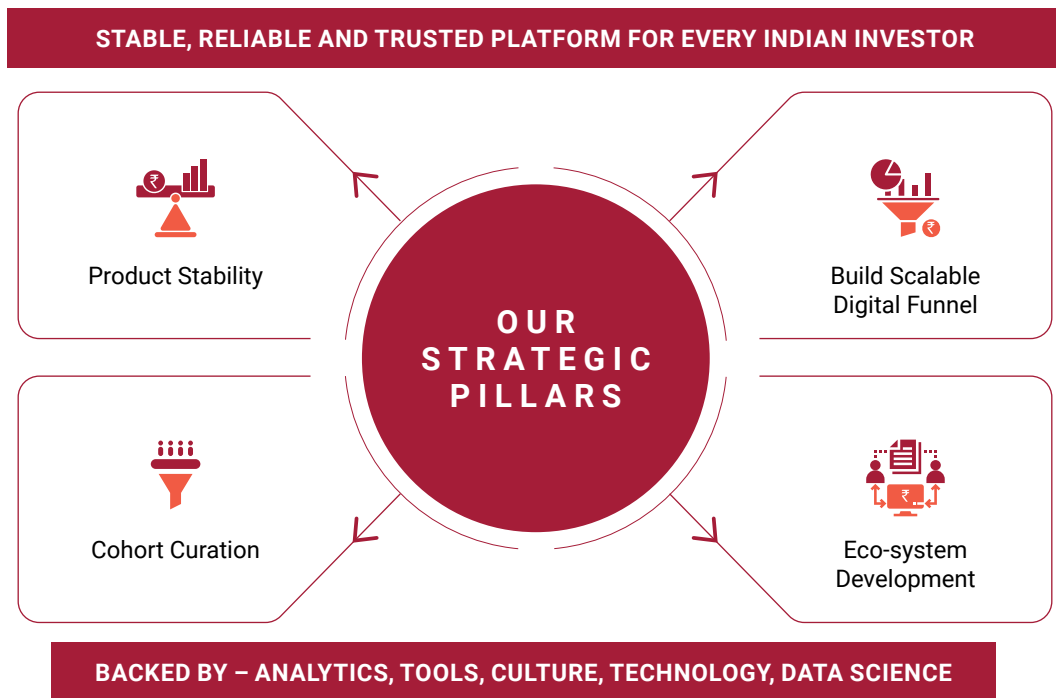 STABLE, RELIABLE AND TRUSTED PLATFORM FOR EVERY INDIAN INVESTOR
₹
Product Stability
₹
Build Scalable
Digital Funnel
OUR
STRATEGIC
PILLARS
Cohort Curation
₹
Eco-system
Development
BACKED BY – ANALYTICS, TOOLS, CULTURE, TECHNOLOGY, DATA SCIENCE